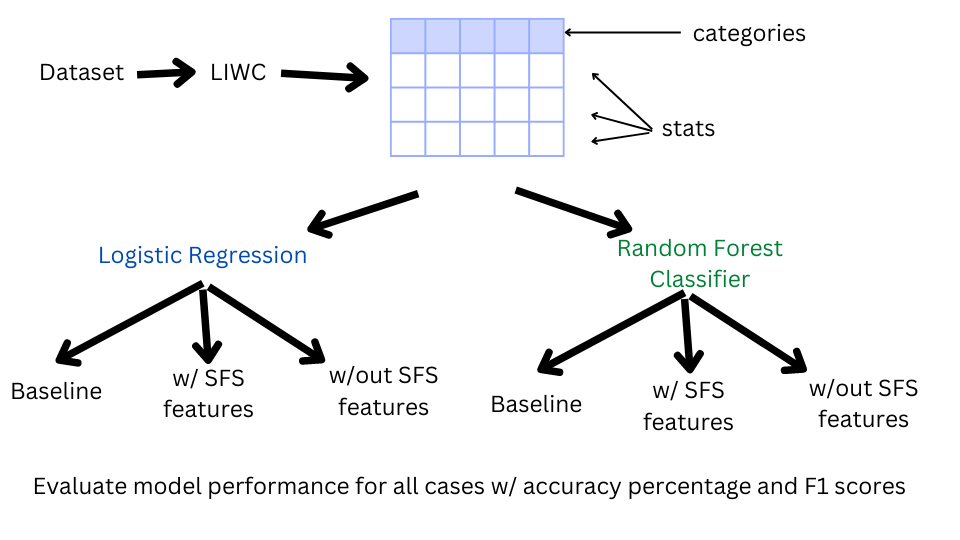 categories
Dataset
LIWC
stats
Logistic Regression
Random Forest
Classifier
Baseline
w/ SFS
features
w/out SFS
features
Baseline
w/ SFS
features
w/out SFS
features
Evaluate model performance for all cases w/ accuracy percentage and F1 scores